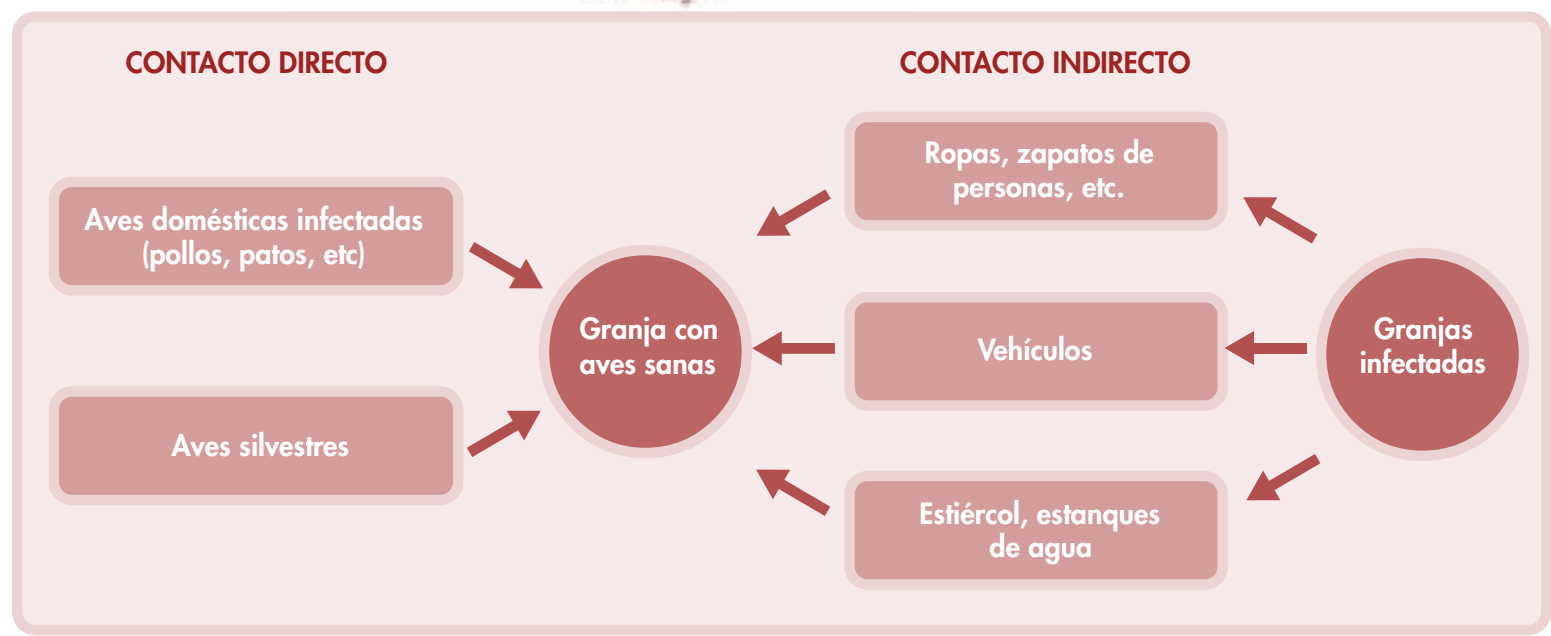 CONTACTO DIRECTO
Aves domésticas infectadas
(pollos, patos, etc)
Aves silvestres
Granja con
aves sanas
CONTACTO INDIRECTO
Ropas, zapatos de
personas, etc.
Vehículos
Estiércol, estanques
de agua
Granjas
infectadas